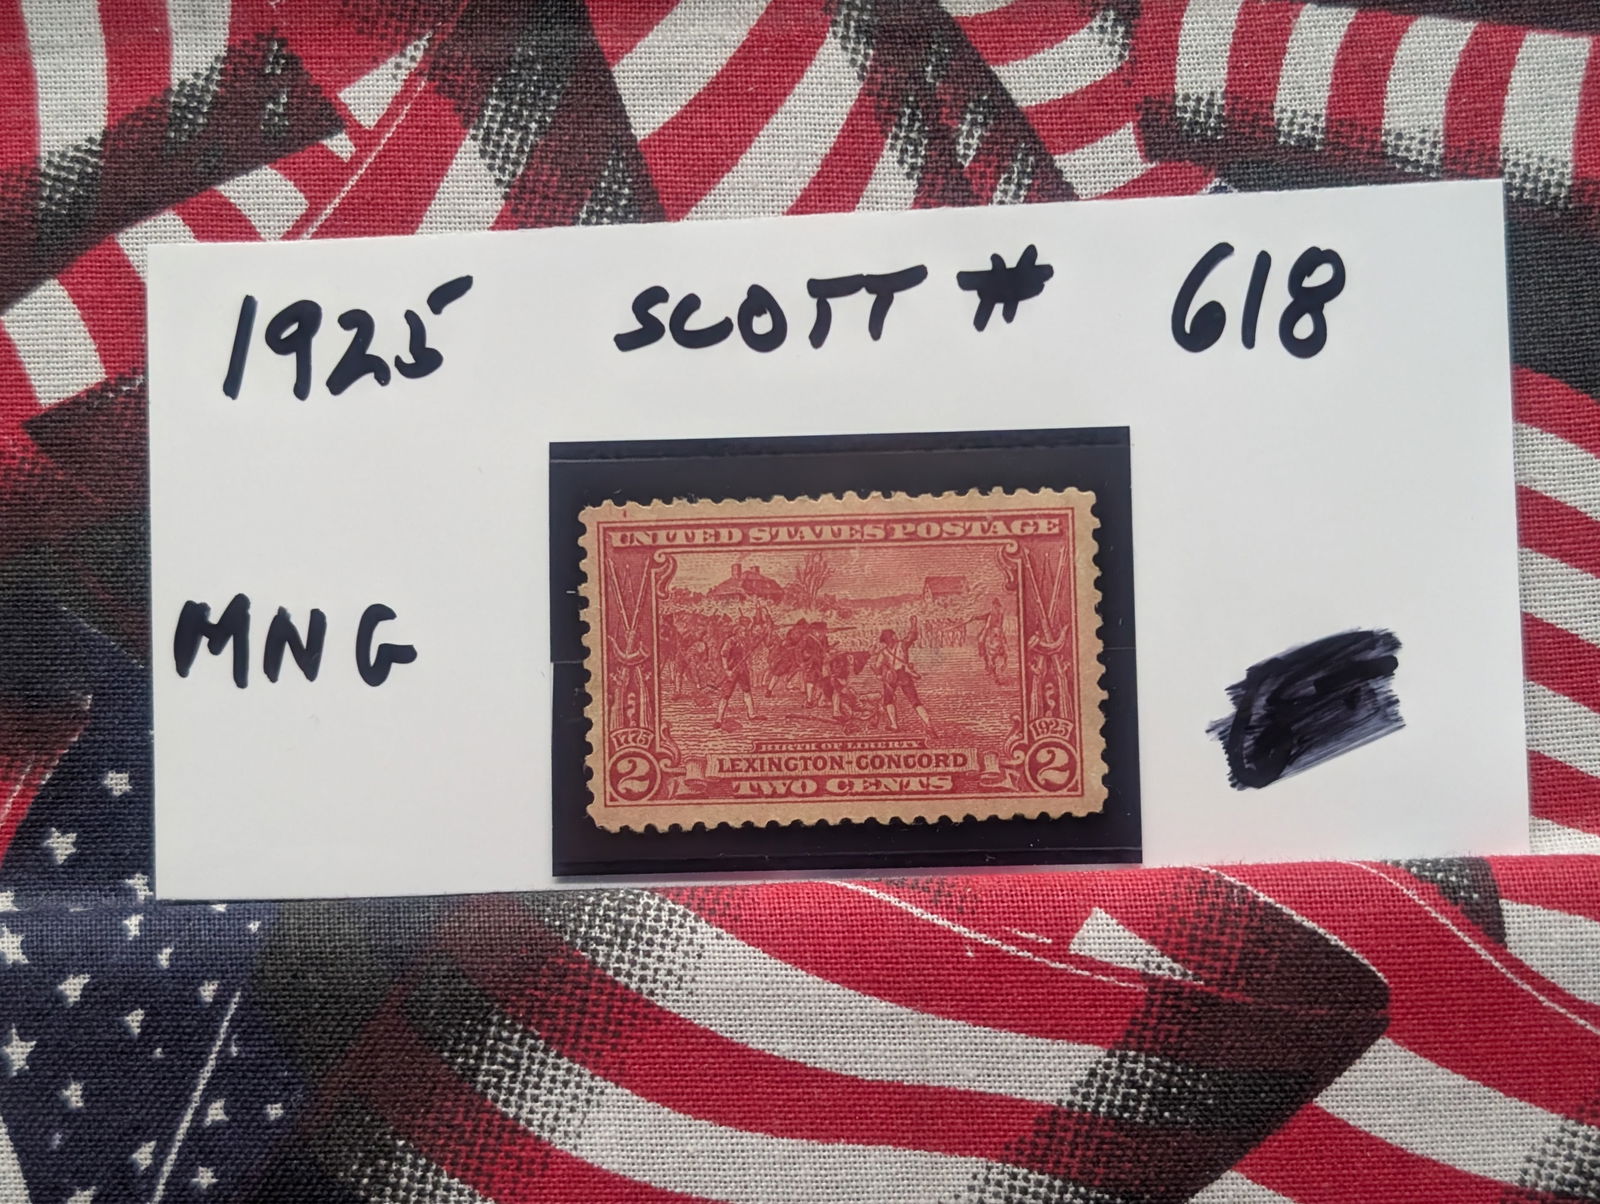 1925 SCOTT # 618
MNG
UNITED STATES POSTAGE
1775 1925
BIRTH OF LIBERTY
2 LEXINGTON-CONCORD 2
TWO CENTS